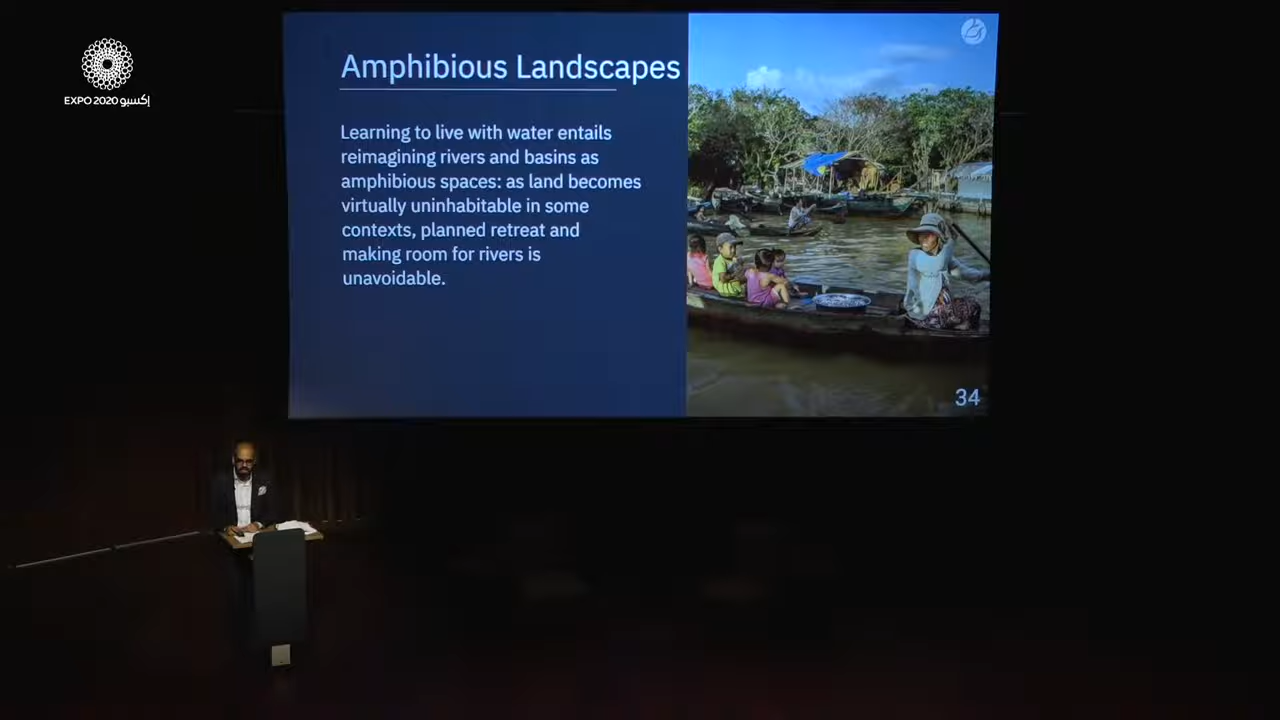 EXPO 2020 إكسبو
Amphibious Landscapes
Learning to live with water entails
reimagining rivers and basins as
amphibious spaces: as land becomes
virtually uninhabitable in some
contexts, planned retreat and
making room for rivers is
unavoidable.
34